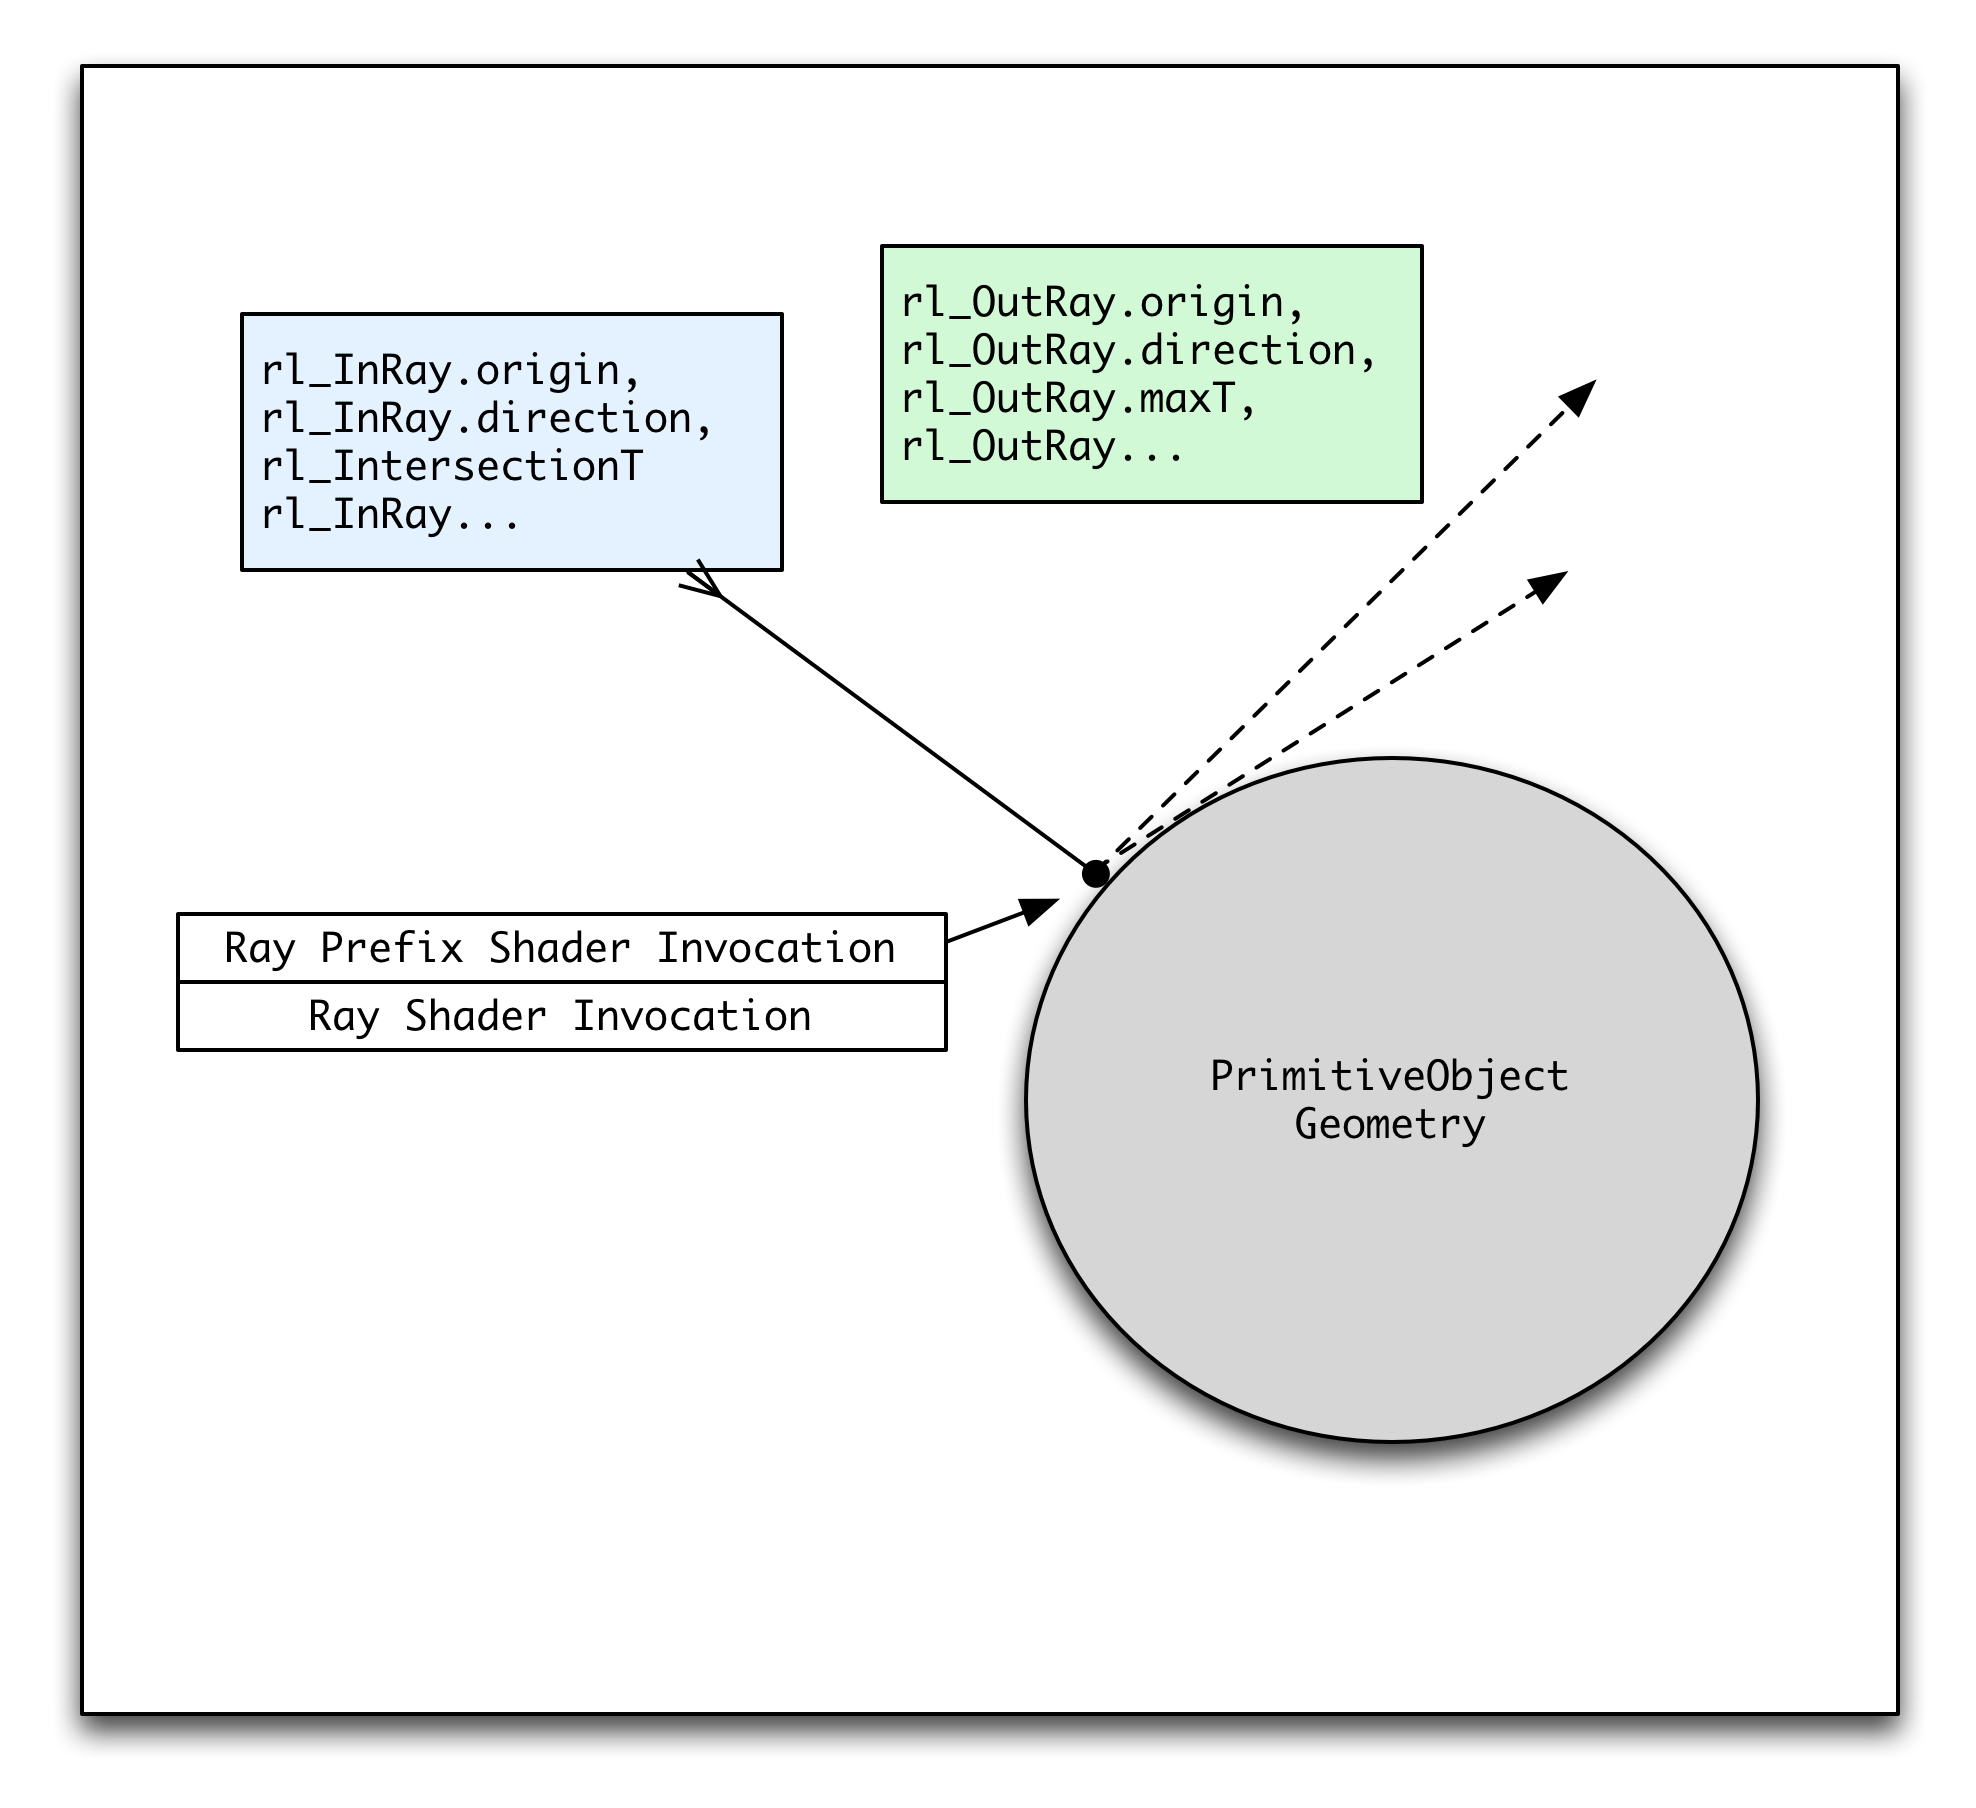 rl_OutRay.origin,
rl_OutRay.direction,
rl_OutRay.maxT,
rl_OutRay...
rl_InRay.origin,
rl_InRay.direction,
rl_IntersectionT
rl_InRay...
Ray Prefix Shader Invocation
Ray Shader Invocation
PrimitiveObject
Geometry